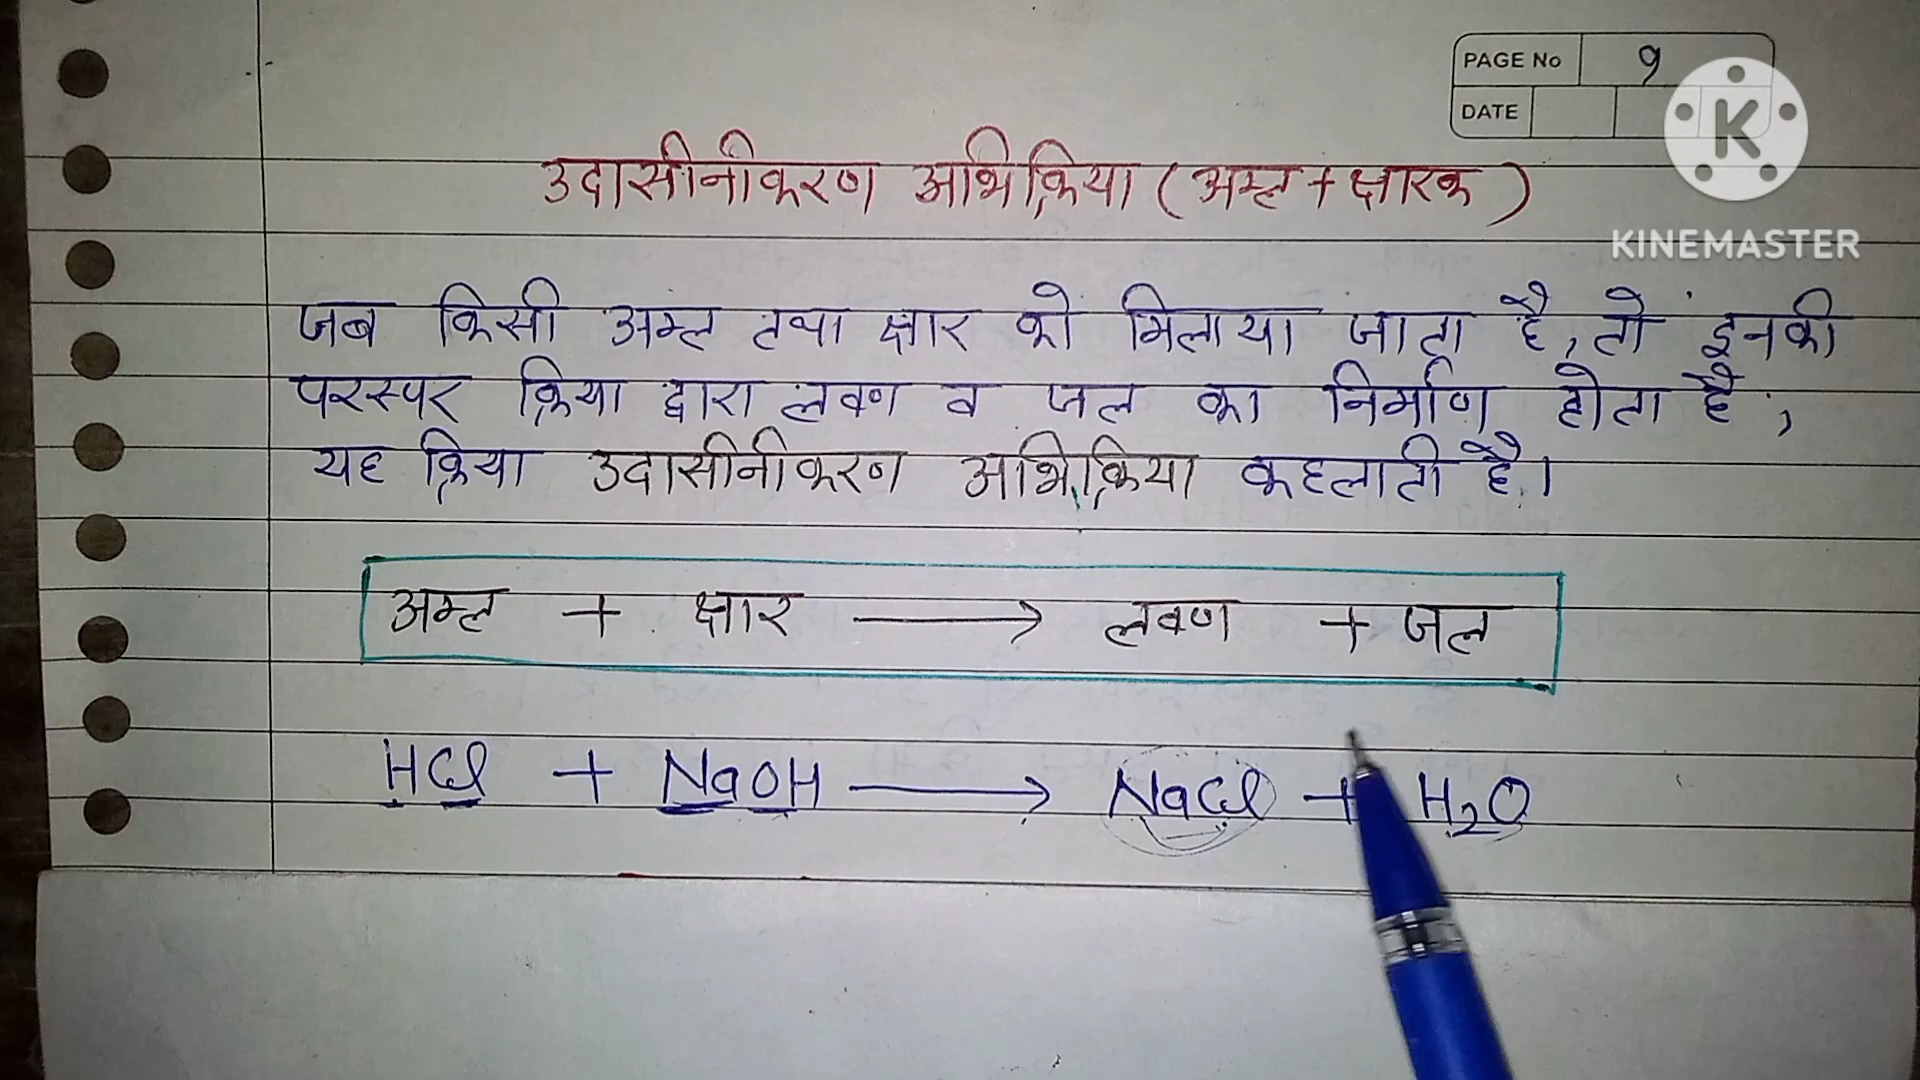 PAGE No 9
DATE
KINEMASTER
उदासीनीकरण अभिक्रिया (अम्ल + क्षारक)
जब किसी अम्ल तथा क्षार को मिलाया जाता है, तो इनकी
परस्पर क्रिया द्वारा लवण व जल का निर्माण होता है,
यह क्रिया उदासीनीकरण अभिक्रिया कहलाती है।
अम्ल + क्षार ⟶ लवण + जल
HCl + NaOH ⟶ NaCl + H2O